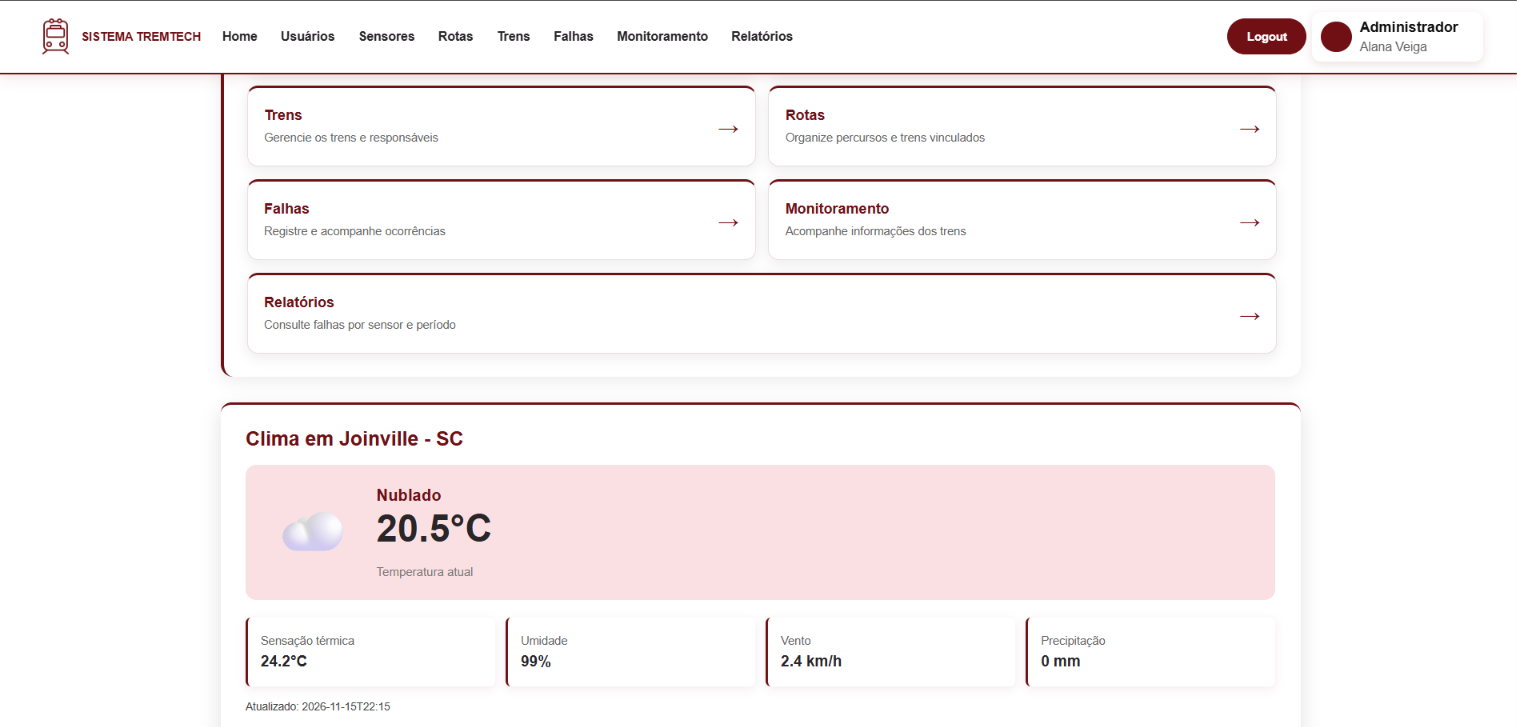 SISTEMA TREMTECH
Home
Usuários
Sensores
Rotas
Trens
Falhas
Monitoramento
Relatórios
Logout
Administrador
Alana Veiga
Trens
Gerencie os trens e responsáveis
→
Rotas
Organize percursos e trens vinculados
→
Falhas
Registre e acompanhe ocorrências
→
Monitoramento
Acompanhe informações dos trens
→
Relatórios
Consulte falhas por sensor e período
→
Clima em Joinville - SC
Nublado
20.5°C
Temperatura atual
Sensação térmica
24.2°C
Umidade
99%
Vento
2.4 km/h
Precipitação
0 mm
Atualizado: 2026-11-15T22:15